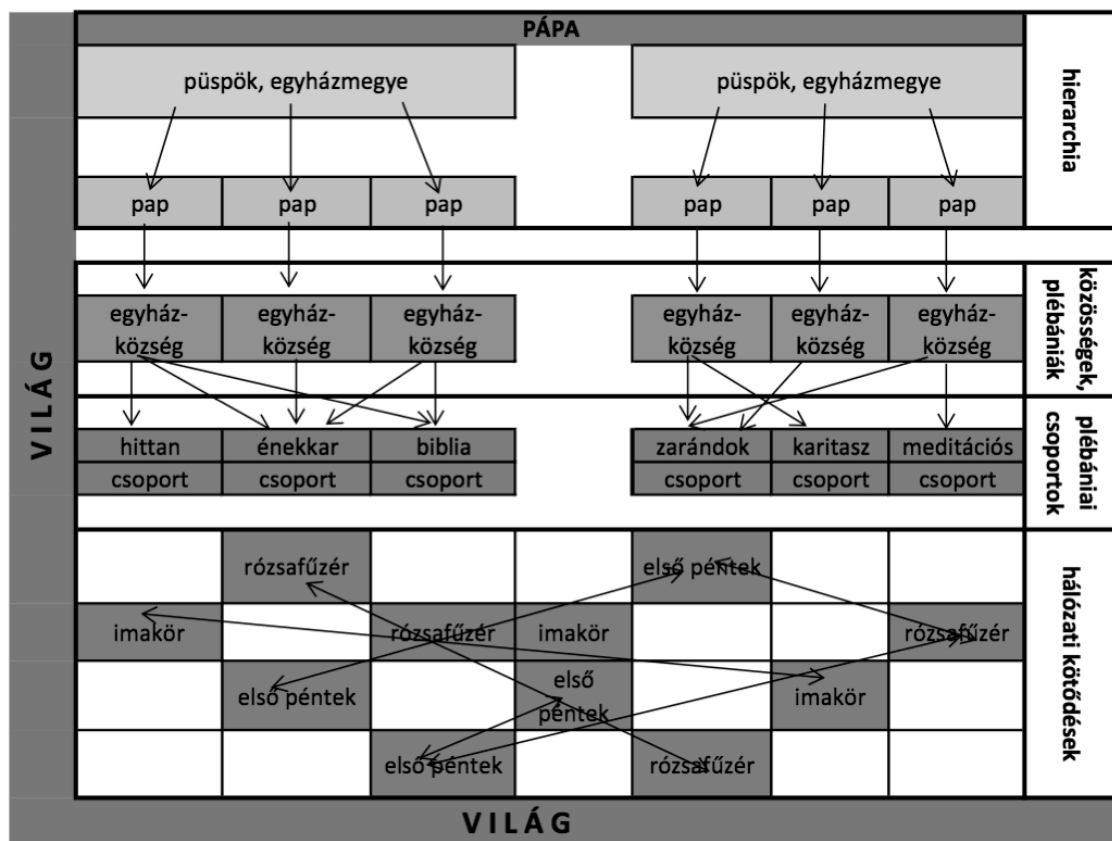 PÁPA
püspök, egyházmegye püspök, egyházmegye
hierarchia
pap pap pap pap pap pap
egyház- egyház- egyház- egyház- egyház- egyház-
község község község község község község
közösségek,
plébániák
VILÁG
hittan énekkar biblia zarándok karitasz meditációs
csoport csoport csoport csoport csoport csoport
plébániai
csoportok
rózsafűzér első péntek
imakör rózsafűzér imakör rózsafűzér
első péntek első
péntek imakör
első péntek rózsafűzér
hálózati kötődések
VILÁG